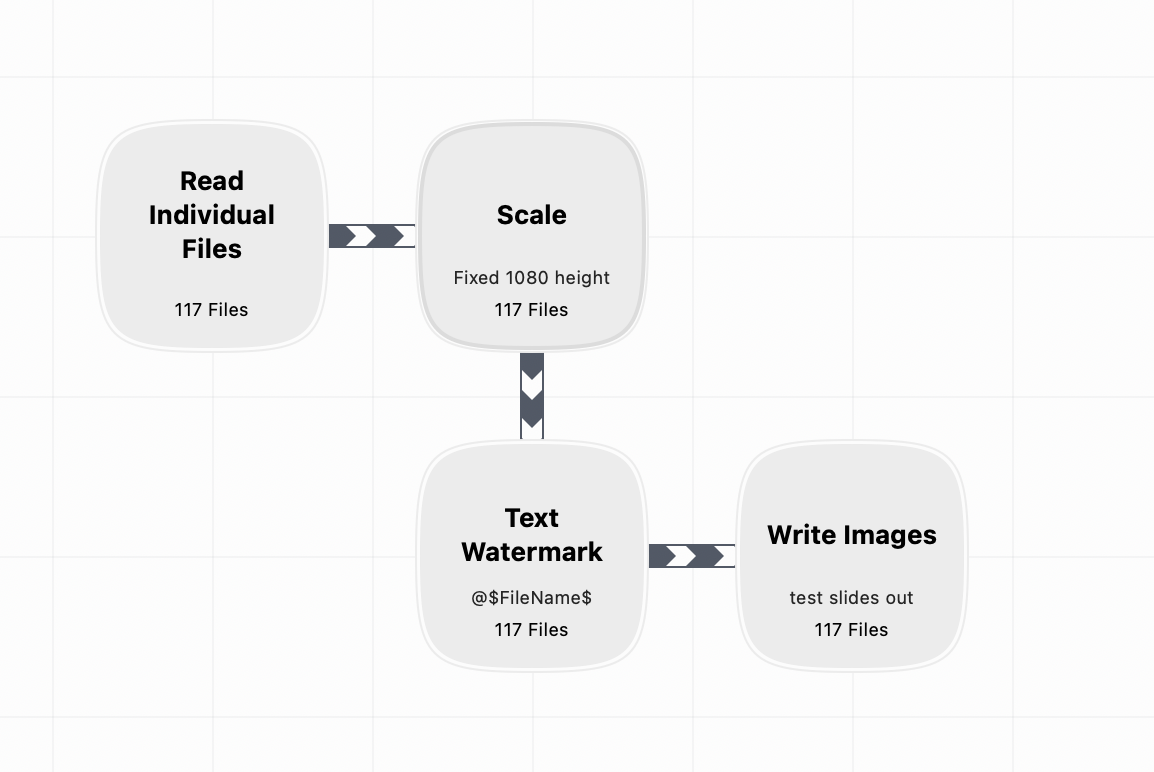 Read
Individual
Files
117 Files
Scale
Fixed 1080 height
117 Files
Text
Watermark
@$FileName$
117 Files
Write Images
test slides out
117 Files